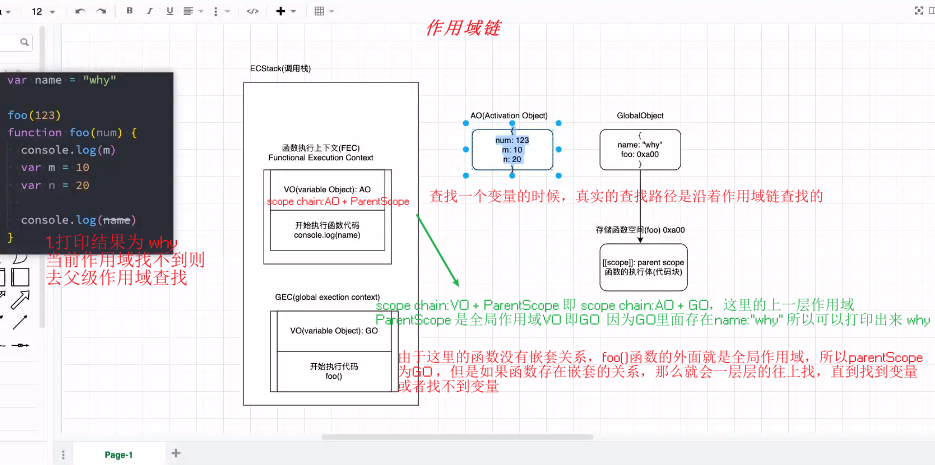 12
B I U
作用域链
ECStack(调用栈)
var name = "why"
foo(123)
function foo(num) {
console.log(m)
var m = 10
var n = 20
console.log(name)
}
1打印结果为 why
当前作用域找不到则
去父级作用域查找
函数执行上下文(FEC)
Functional Execution Context
VO(variable Object): AO
scope chain:AO + ParentScope
开始执行函数代码
console.log(name)
AO(Activation Object)
{
num: 123
m: 10
n: 20
}
GlobalObject
{
name: "why"
foo: 0xa00
}
查找一个变量的时候，真实的查找路径是沿着作用域链查找的
存储函数空间(foo) 0xa00
[[scope]]: parent scope
函数的执行体(代码块)
GEC(global exection context)
VO(variable Object): GO
开始执行代码
foo()
scope chain:VO + ParentScope 即 scope chain:AO + GO，这里的上一层作用域
ParentScope 是全局作用域VO 即GO 因为GO里面存在name:"why" 所以可以打印出来 why
由于这里的函数没有嵌套关系，foo()函数的外面就是全局作用域，所以parentScope
为GO，但是如果函数存在嵌套的关系，那么就会一层层的往上找，直到找到变量
或者找不到变量
Page-1